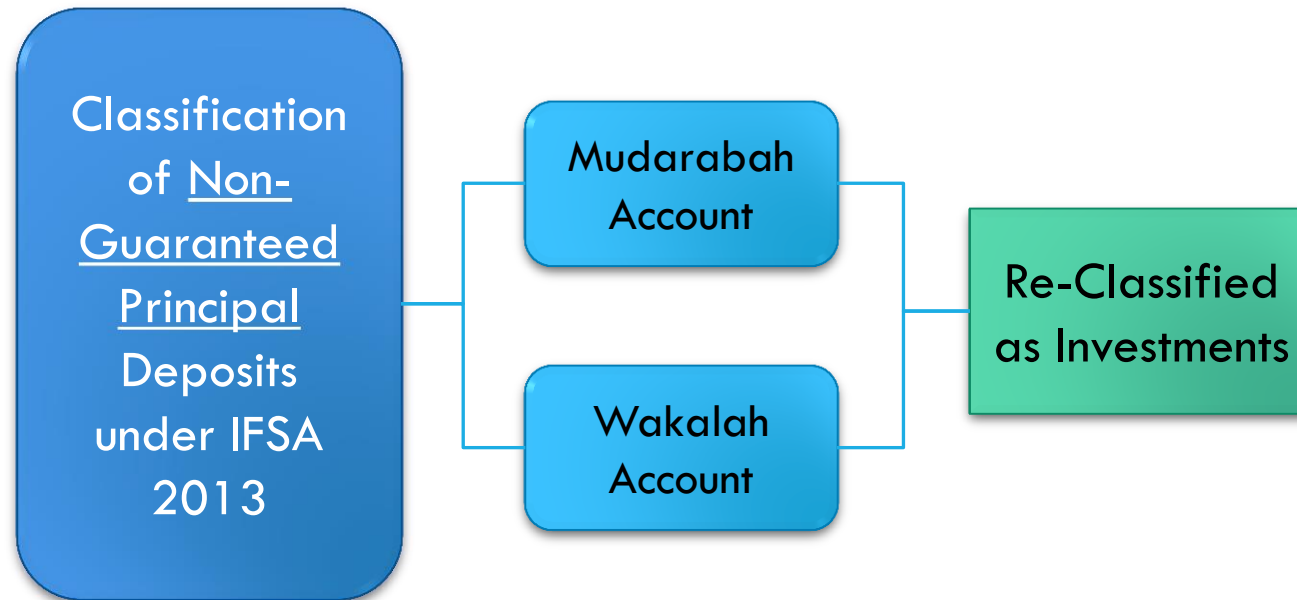 Classification
of Non-
Guaranteed
Principal
Deposits
under IFSA
2013
Mudarabah
Account
Wakalah
Account
Re-Classified
as Investments